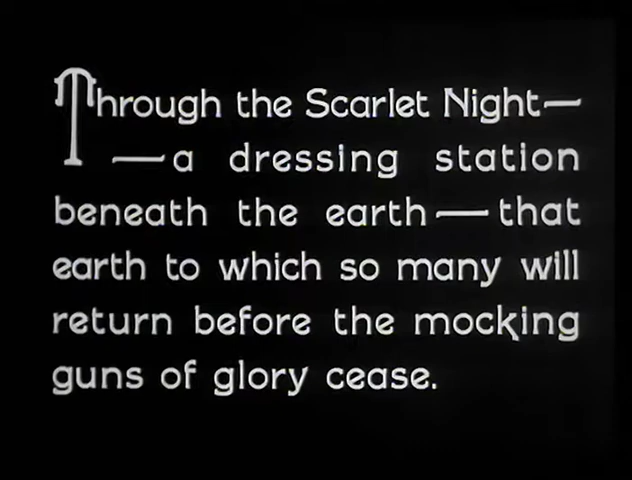 Through the Scarlet Night—
—a dressing station
beneath the earth—that
earth to which so many will
return before the mocking
guns of glory cease.